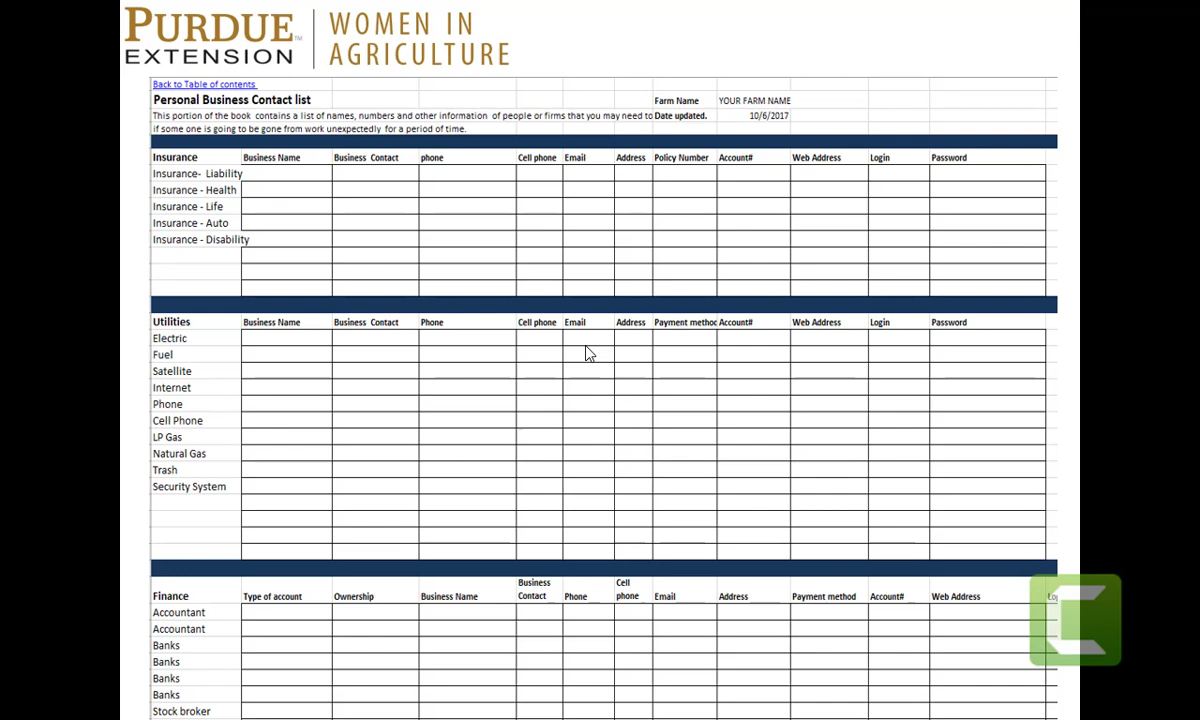 PURDUE
EXTENSION
WOMEN IN
AGRICULTURE
Back to Table of contents
Personal Business Contact list
Farm Name YOUR FARM NAME
This portion of the book contains a list of names, numbers and other information of people or firms that you may need to Date updated. 10/6/2017
if some one is going to be gone from work unexpectedly for a period of time.
Insurance Business Name Business Contact phone Cell phone Email Address Policy Number Account# Web Address Login Password
Insurance- Liability
Insurance - Health
Insurance - Life
Insurance - Auto
Insurance - Disability
Utilities Business Name Business Contact Phone Cell phone Email Address Payment method Account# Web Address Login Password
Electric
Fuel
Satellite
Internet
Phone
Cell Phone
LP Gas
Natural Gas
Trash
Security System
Finance Type of account Ownership Business Name Business Contact Phone Cell phone Email Address Payment method Account# Web Address
Accountant
Accountant
Banks
Banks
Banks
Banks
Stock broker